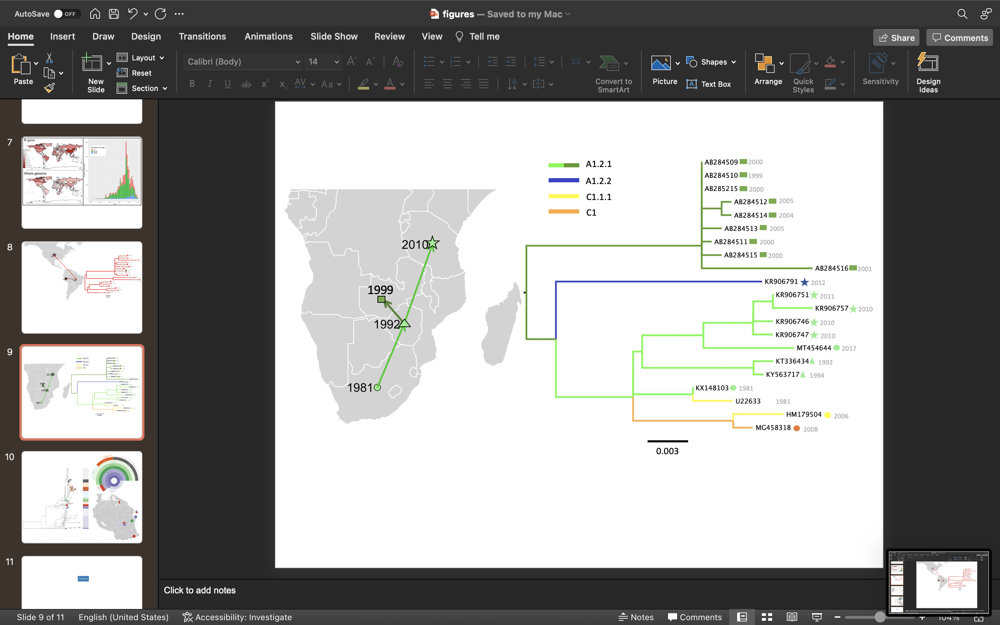 AutoSave OFF
figures — Saved to my Mac
Home Insert Draw Design Transitions Animations Slide Show Review View Tell me
Share Comments
Paste
New Slide
Layout
Reset
Section
Calibri (Body) 14
Convert to SmartArt
Picture
Shapes
Text Box
Arrange
Quick Styles
Sensitivity
Design Ideas
7
N gene
Whole genome
8
9
10
11
A1.2.1
A1.2.2
C1.1.1
C1
2010
1999
1992
1981
AB284509 2000
AB284510 1999
AB285215 2000
AB284512 2005
AB284514 2004
AB284513 2005
AB284511 2000
AB284515 2000
AB284516 2001
KR906791 2012
KR906751 2011
KR906757 2010
KR906746 2010
KR906747 2010
MT454644 2017
KT336434 1992
KY563717 1994
KX148103 1981
U22633 1981
HM179504 2006
MG458318 2008
0.003
Click to add notes
Slide 9 of 11 English (United States) Accessibility: Investigate
Notes Comments 104%